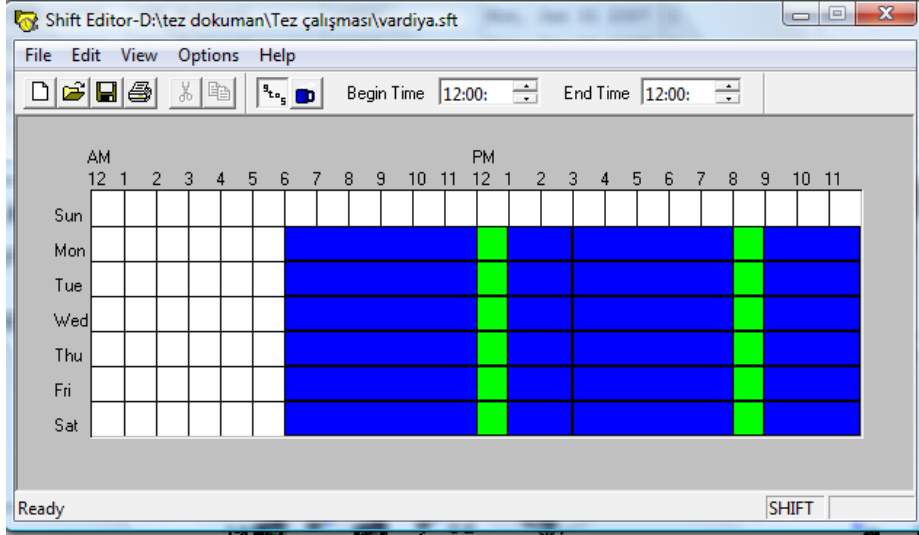 Shift Editor-D:\tez dokuman\Tez çalışması\vardiya.sft
File Edit View Options Help
Begin Time 12:00: End Time 12:00:
AM PM
12 1 2 3 4 5 6 7 8 9 10 11 12 1 2 3 4 5 6 7 8 9 10 11
Sun
Mon
Tue
Wed
Thu
Fri
Sat
Ready SHIFT